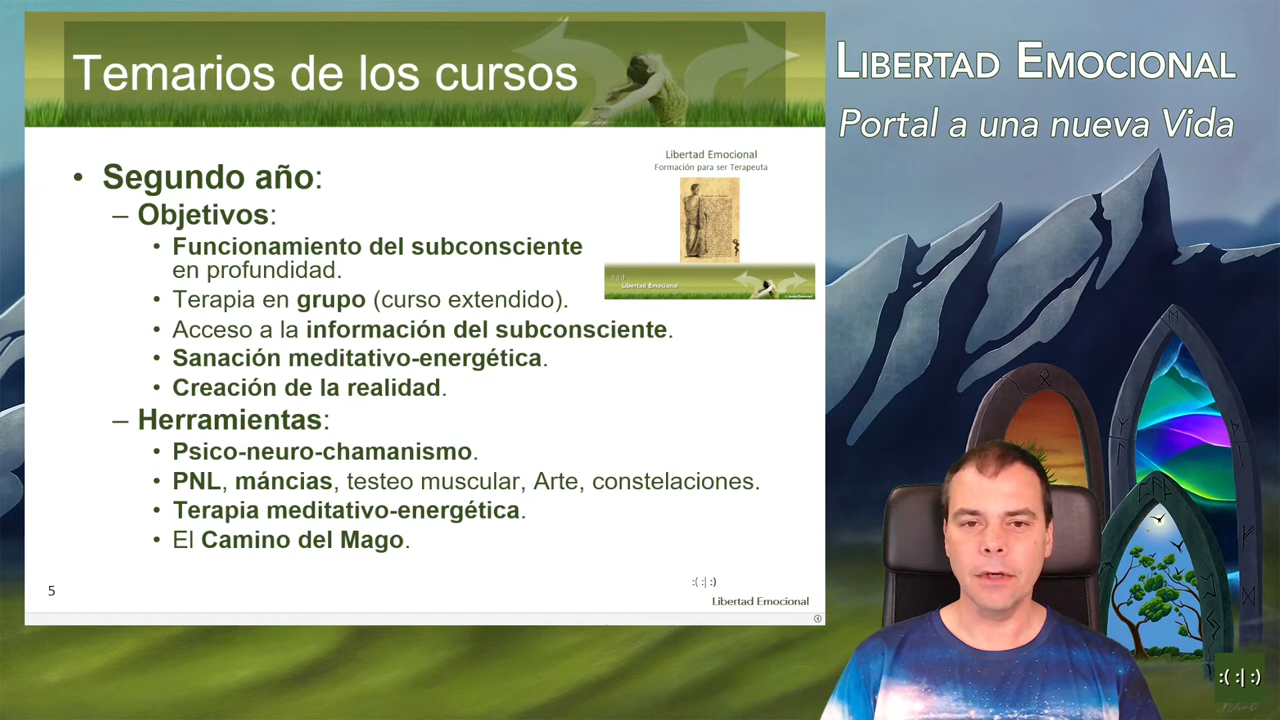 Temarios de los cursos
LIBERTAD EMOCIONAL
Portal a una nueva Vida
• Segundo año:
– Objetivos:
• Funcionamiento del subconsciente
en profundidad.
• Terapia en grupo (curso extendido).
• Acceso a la información del subconsciente.
• Sanación meditativo-energética.
• Creación de la realidad.
– Herramientas:
• Psico-neuro-chamanismo.
• PNL, máncias, testeo muscular, Arte, constelaciones.
• Terapia meditativo-energética.
• El Camino del Mago.
Libertad Emocional
Formación para ser Terapeuta
Libertad Emocional
5
:( :| :)
Libertad Emocional
:( :| :)